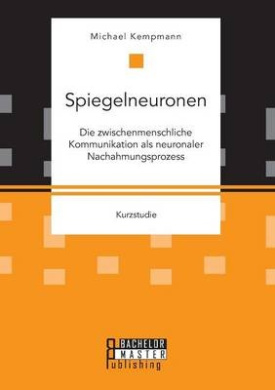 Michael Kempmann
Spiegelneuronen
Die zwischenmenschliche
Kommunikation als neuronaler
Nachahmungsprozess
Kurzstudie
BACHELOR
MASTER
Publishing